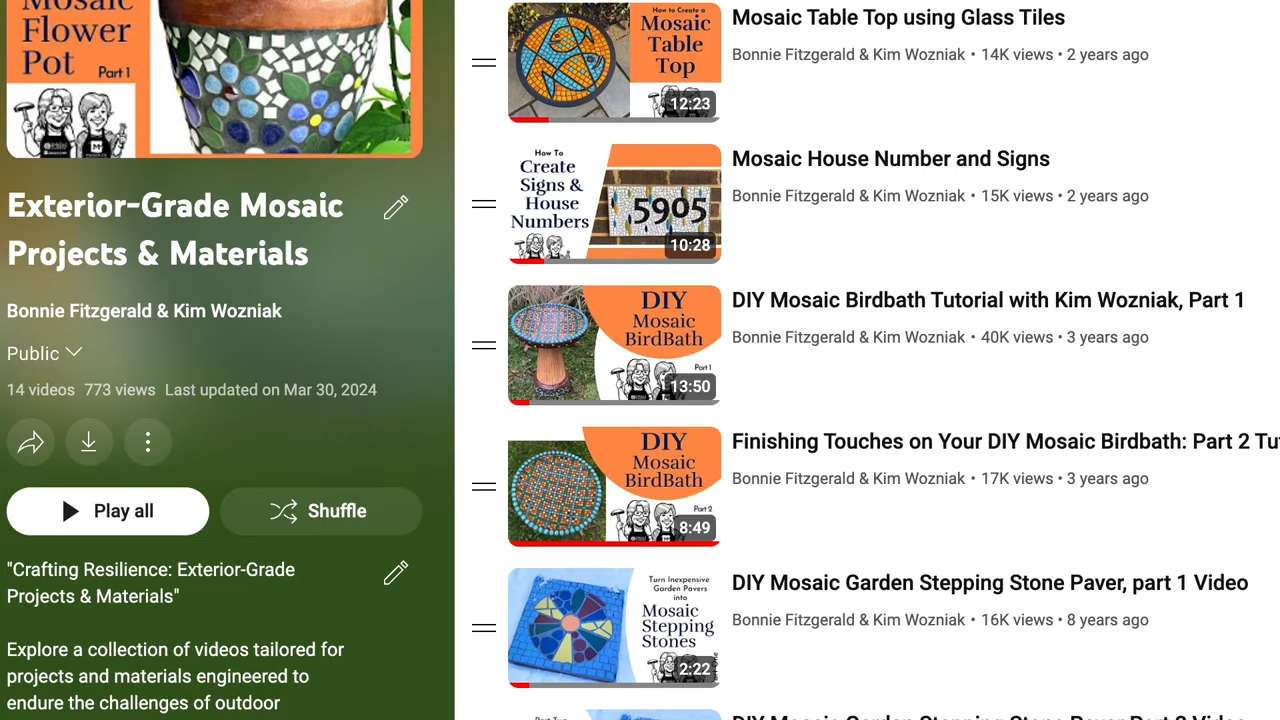 Mosaic
Flower
Pot
Part 1
Exterior-Grade Mosaic
Projects & Materials
Bonnie Fitzgerald & Kim Wozniak
Public
14 videos 773 views Last updated on Mar 30, 2024
Play all
Shuffle
"Crafting Resilience: Exterior-Grade
Projects & Materials"
Explore a collection of videos tailored for
projects and materials engineered to
endure the challenges of outdoor
How to Create a
Mosaic
Table
Top
12:23
Mosaic Table Top using Glass Tiles
Bonnie Fitzgerald & Kim Wozniak • 14K views • 2 years ago
How To
Create
Signs &
House
Numbers
5905
10:28
Mosaic House Number and Signs
Bonnie Fitzgerald & Kim Wozniak • 15K views • 2 years ago
DIY
Mosaic
BirdBath
Part 1
13:50
DIY Mosaic Birdbath Tutorial with Kim Wozniak, Part 1
Bonnie Fitzgerald & Kim Wozniak • 40K views • 3 years ago
DIY
Mosaic
BirdBath
Part 2
8:49
Finishing Touches on Your DIY Mosaic Birdbath: Part 2 Tu
Bonnie Fitzgerald & Kim Wozniak • 17K views • 3 years ago
Turn Inexpensive
Garden Pavers
into
Mosaic
Stepping
Stones
2:22
DIY Mosaic Garden Stepping Stone Paver, part 1 Video
Bonnie Fitzgerald & Kim Wozniak • 16K views • 8 years ago
DIY Mosaic Garden Stepping Stone Paver Part 2 Video